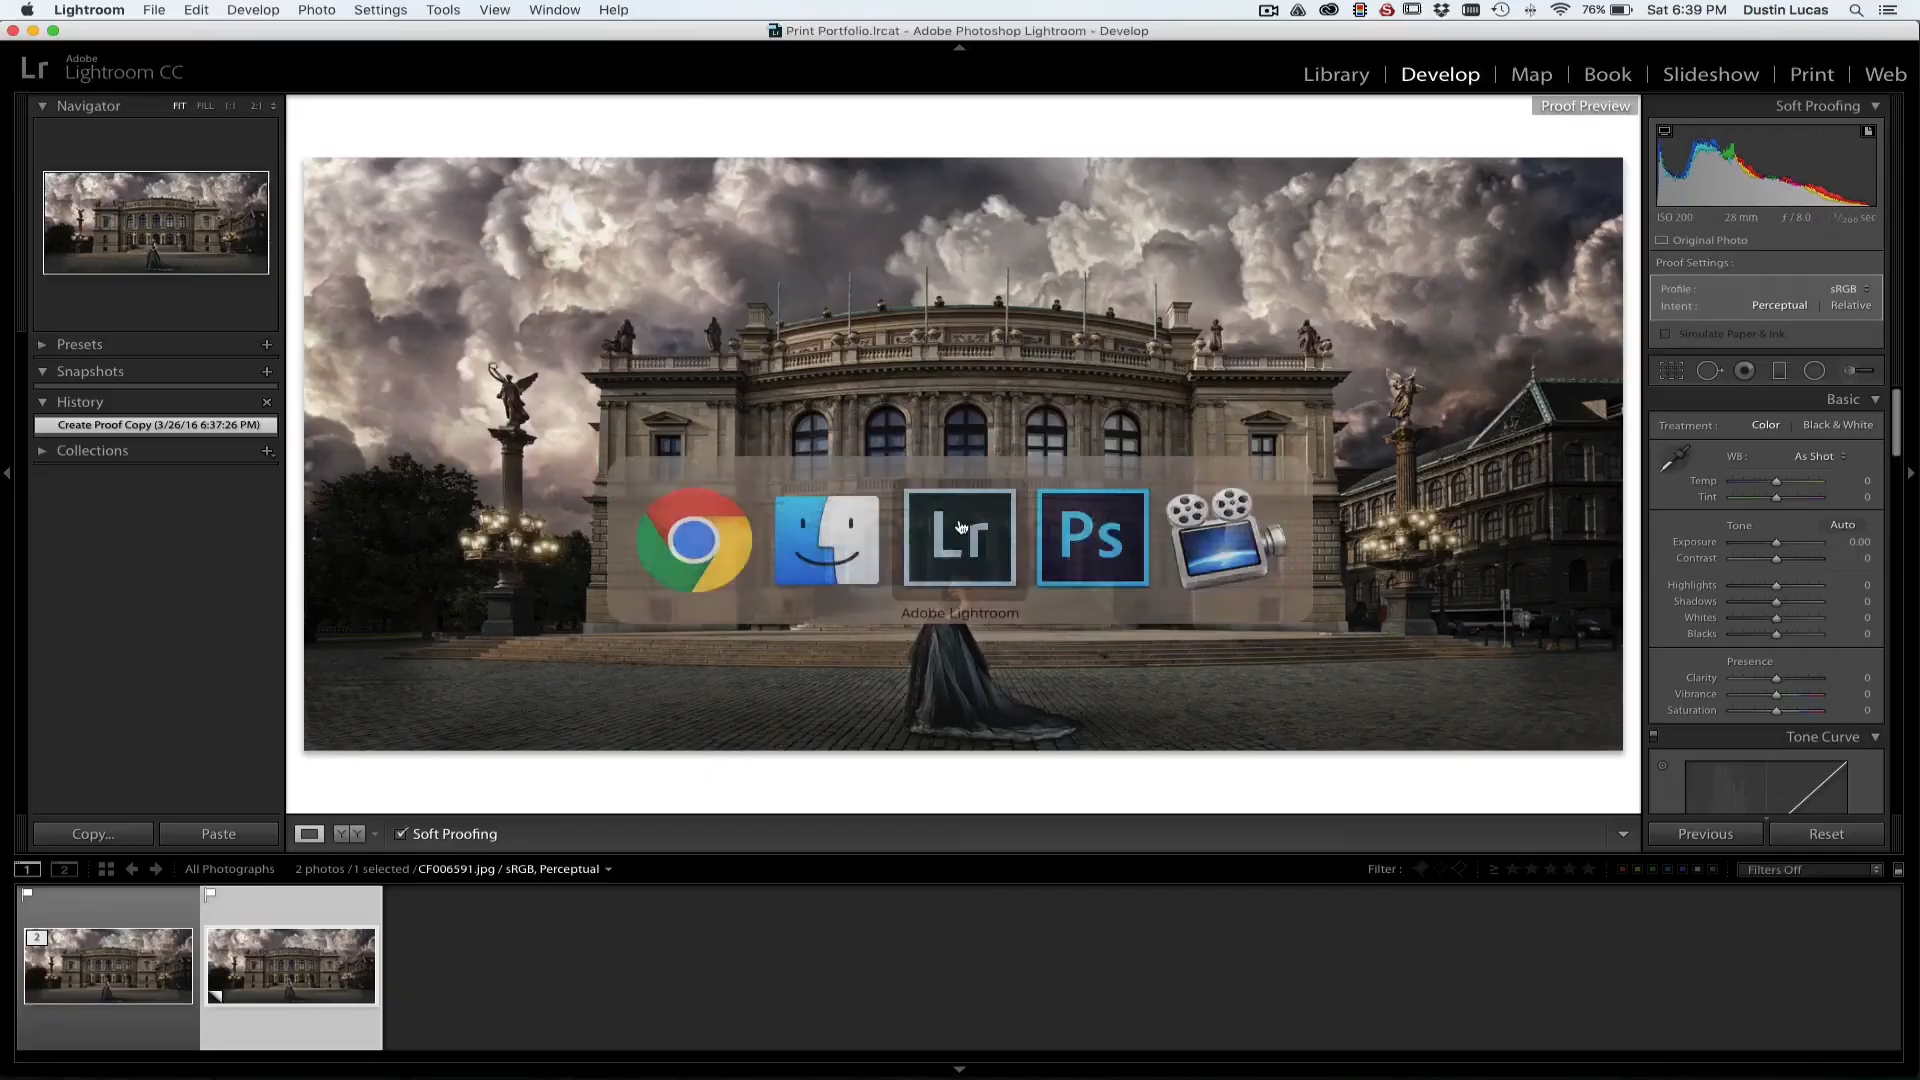 Lightroom File Edit Develop Photo Settings Tools View Window Help 76% Sat 6:39 PM Dustin Lucas
Print Portfolio.lrcat - Adobe Photoshop Lightroom - Develop
Lr Adobe Lightroom CC
Library | Develop | Map | Book | Slideshow | Print | Web
Navigator FIT FILL 1:1 2:1
Proof Preview
Soft Proofing
ISO 200 28 mm ƒ / 8.0 1/200 sec
Original Photo
Proof Settings :
Profile : sRGB
Intent : Perceptual Relative
Simulate Paper & Ink
Presets
Snapshots
History
Create Proof Copy (3/26/16 6:37:26 PM)
Collections
Basic
Treatment : Color | Black & White
WB : As Shot
Temp 0
Tint 0
Tone Auto
Exposure 0.00
Contrast 0
Highlights 0
Shadows 0
Whites 0
Blacks 0
Presence
Clarity 0
Vibrance 0
Saturation 0
Tone Curve
Lr Ps
Adobe Lightroom
Copy... Paste
Y Y Soft Proofing
Previous Reset
1 2 All Photographs 2 photos / 1 selected / CF006591.jpg / sRGB, Perceptual
Filter : ≥ Filters Off
2